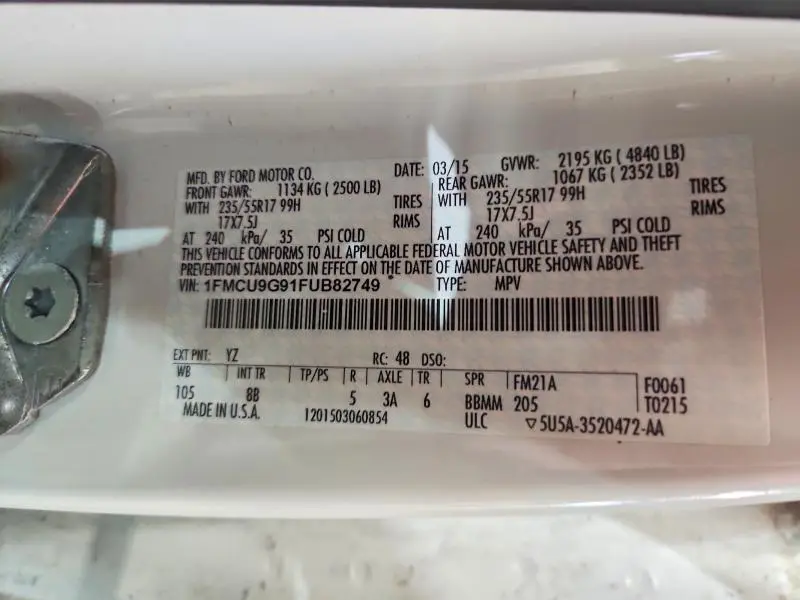 MFD. BY FORD MOTOR CO. DATE: 03/15 GVWR: 2195 KG ( 4840 LB)
FRONT GAWR: 1134 KG ( 2500 LB) REAR GAWR: 1067 KG ( 2352 LB)
WITH 235/55R17 99H TIRES WITH 235/55R17 99H TIRES
17X7.5J RIMS 17X7.5J RIMS
AT 240 kPa/ 35 PSI COLD AT 240 kPa/ 35 PSI COLD
THIS VEHICLE CONFORMS TO ALL APPLICABLE FEDERAL MOTOR VEHICLE SAFETY AND THEFT
PREVENTION STANDARDS IN EFFECT ON THE DATE OF MANUFACTURE SHOWN ABOVE.
VIN: 1FMCU9G91FUB82749 TYPE: MPV
EXT PNT: YZ RC: 48 DSO:
WB INT TR TP/PS R AXLE TR SPR FM21A F0061
105 8B 5 3A 6 BBMM 205 T0215
MADE IN U.S.A. 1201503060854 ULC ▽5U5A-3520472-AA